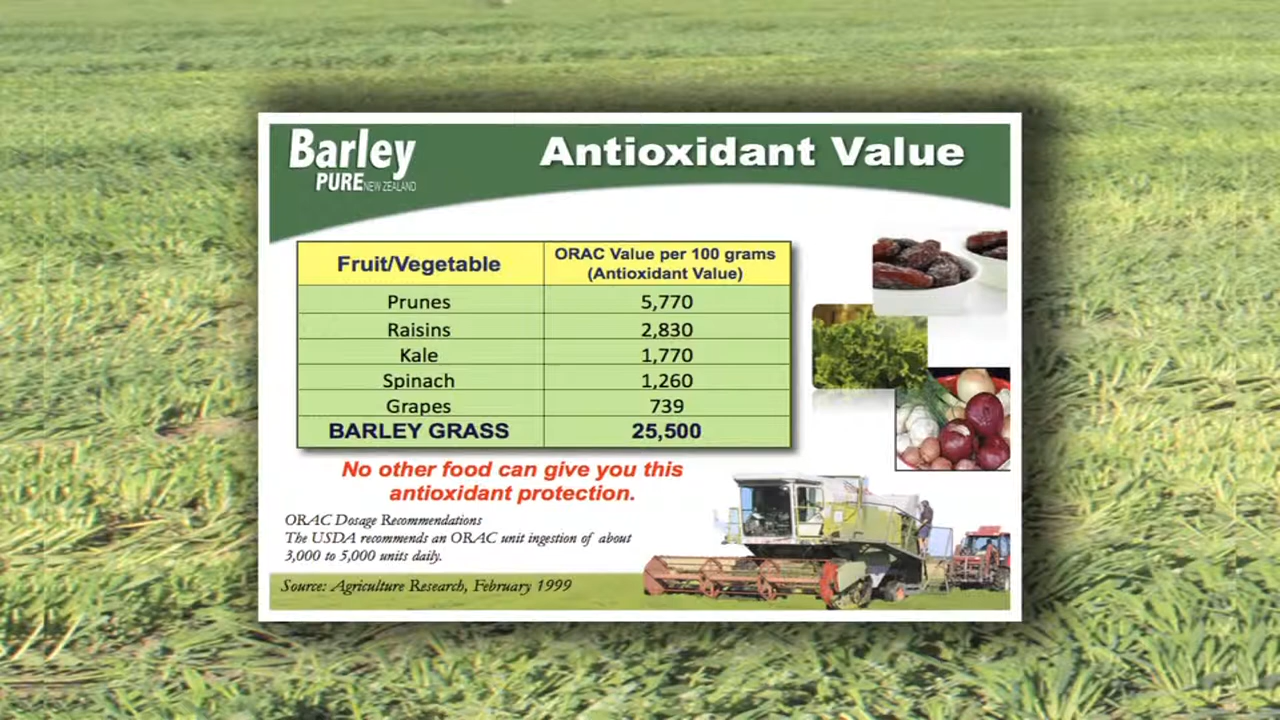 Barley
PURE NEW ZEALAND
Antioxidant Value
Fruit/Vegetable
ORAC Value per 100 grams
(Antioxidant Value)
Prunes 5,770
Raisins 2,830
Kale 1,770
Spinach 1,260
Grapes 739
BARLEY GRASS 25,500
No other food can give you this
antioxidant protection.
ORAC Dosage Recommendations
The USDA recommends an ORAC unit ingestion of about
3,000 to 5,000 units daily.
Source: Agriculture Research, February 1999